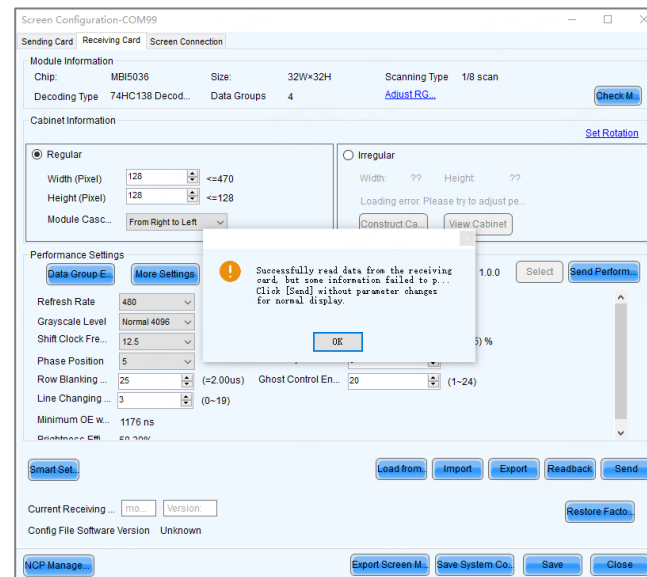 Screen Configuration-COM99
Sending Card Receiving Card Screen Connection
Module Information
Chip: MBI5036 Size: 32W×32H Scanning Type 1/8 scan
Decoding Type 74HC138 Decod... Data Groups 4 Adjust RG... Check M...
Cabinet Information
Set Rotation
Regular Irregular
Width (Pixel) 128 <=470 Width: ?? Height: ??
Height (Pixel) 128 <=128 Loading error. Please try to adjust pe...
Module Casc... From Right to Left Construct Ca... View Cabinet
Performance Settings
Data Group E... More Settings 1.0.0 Select Send Perform...
Successfully read data from the receiving
card, but some information failed to p...
Click [Send] without parameter changes
for normal display.
OK
Refresh Rate 480
Grayscale Level Normal 4096
Shift Clock Fre... 12.5 %
Phase Position 5
Row Blanking ... 25 (=2.00us) Ghost Control En... 20 (1~24)
Line Changing ... 3 (0~19)
Minimum OE w... 1176 ns
Brightness Effi... 58.20%
Smart Set... Load from... Import Export Readback Send
Current Receiving ... mo... Version: Restore Facto...
Config File Software Version Unknown
NCP Manage... Export Screen M... Save System Co... Save Close